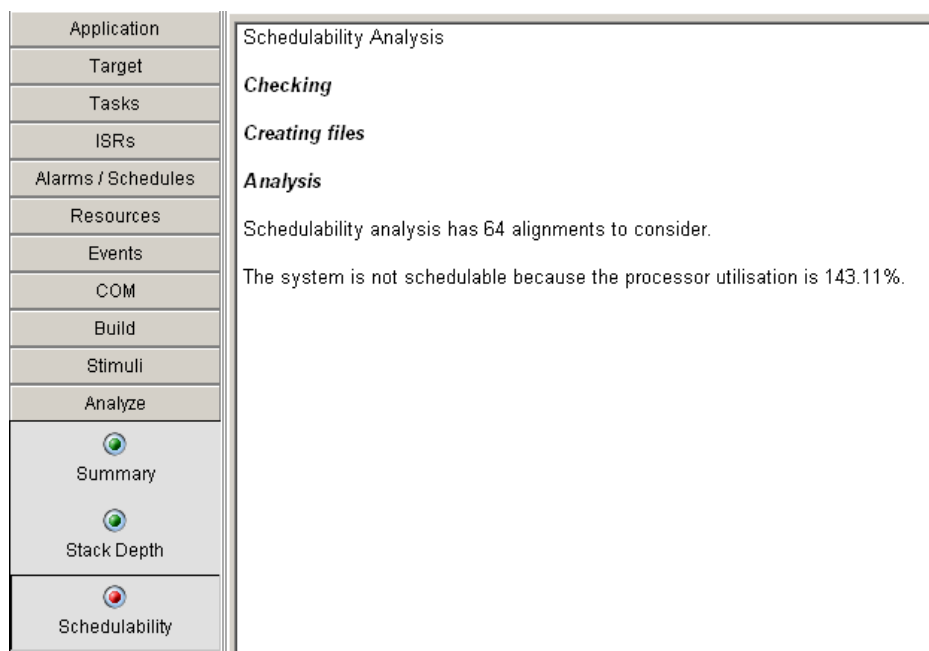 Application
Target
Tasks
ISRs
Alarms / Schedules
Resources
Events
COM
Build
Stimuli
Analyze
Summary
Stack Depth
Schedulability
Schedulability Analysis
Checking
Creating files
Analysis
Schedulability analysis has 64 alignments to consider.
The system is not schedulable because the processor utilisation is 143.11%.